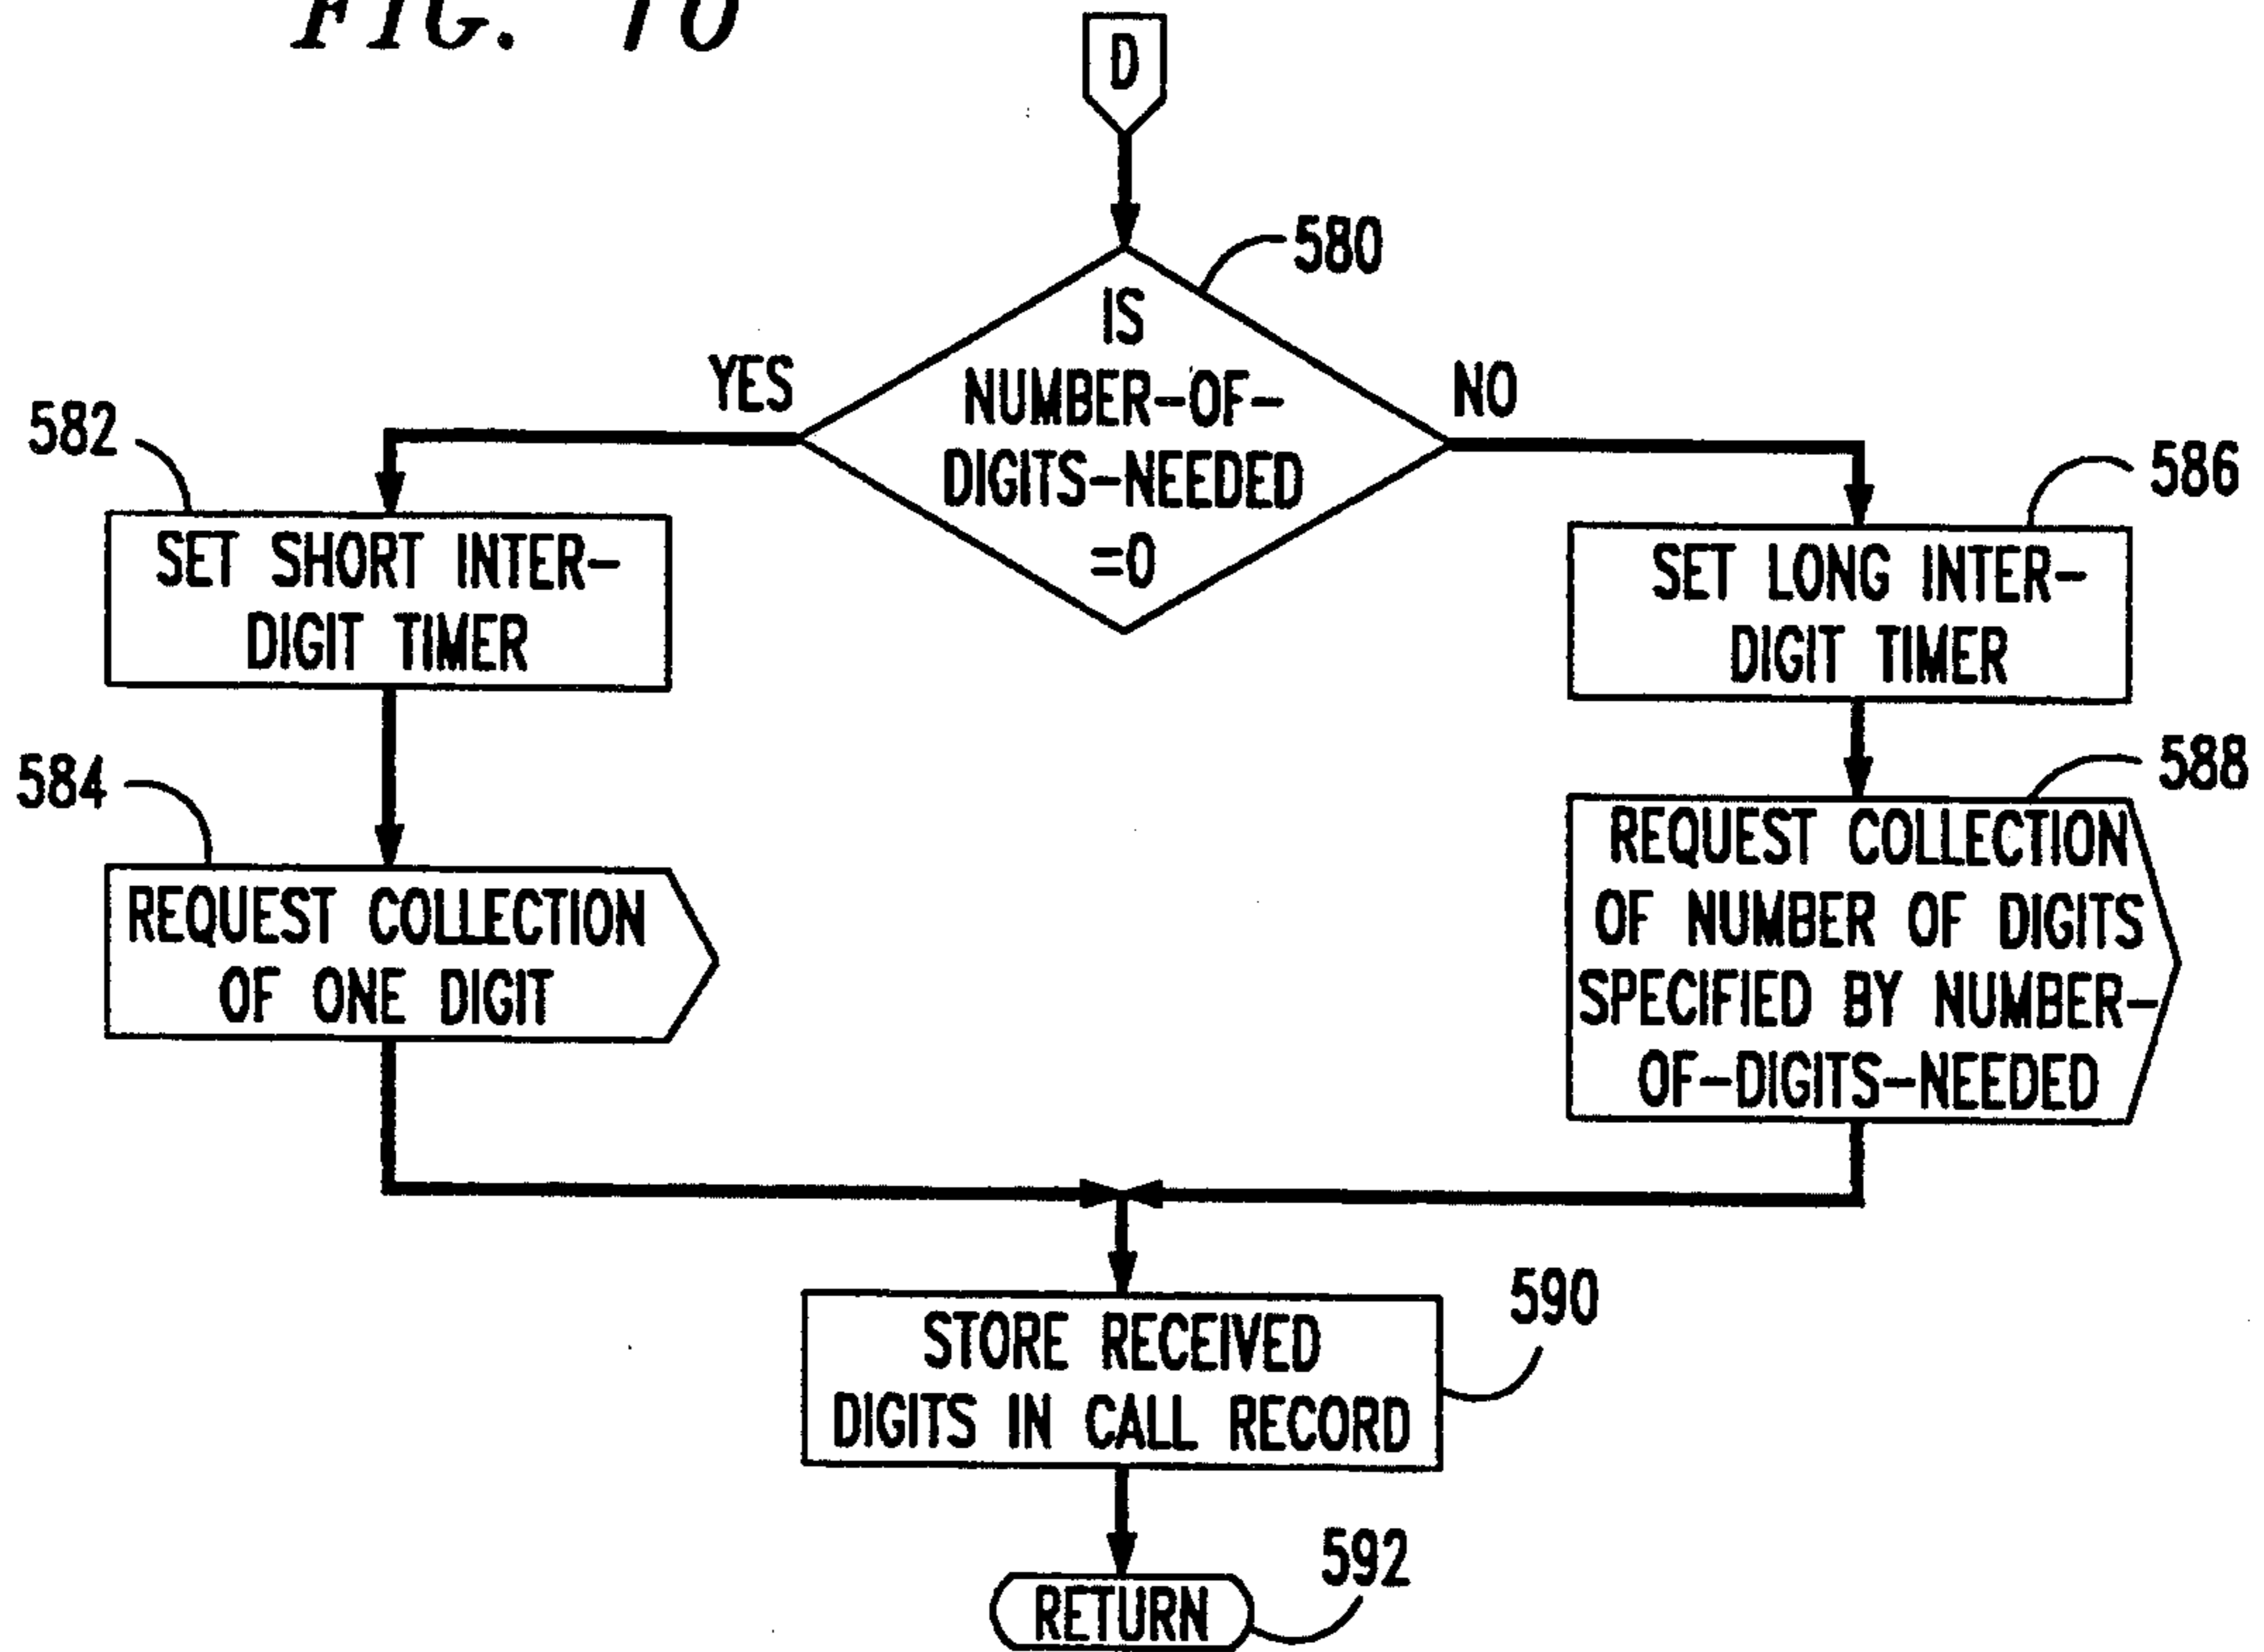 FIG. 10
D
580
IS
NUMBER-OF-
DIGITS-NEEDED
=0
YES
NO
582
SET SHORT INTER-
DIGIT TIMER
586
SET LONG INTER-
DIGIT TIMER
584
REQUEST COLLECTION
OF ONE DIGIT
588
REQUEST COLLECTION
OF NUMBER OF DIGITS
SPECIFIED BY NUMBER-
OF-DIGITS-NEEDED
590
STORE RECEIVED
DIGITS IN CALL RECORD
592
RETURN